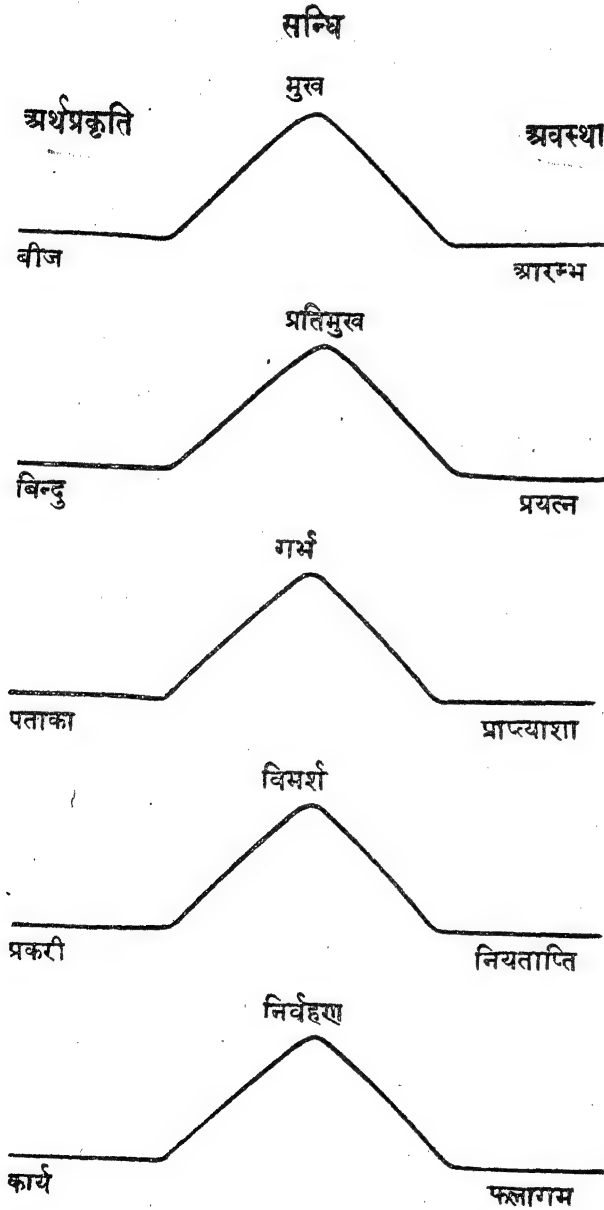 सन्धि
मुख
अर्थप्रकृति
अवस्था
बीज
आरम्भ
प्रतिमुख
बिन्दु
प्रयत्न
गर्भ
पताका
प्राप्त्याशा
विमर्श
प्रकरी
नियताप्ति
निर्वहण
कार्य
फलागम